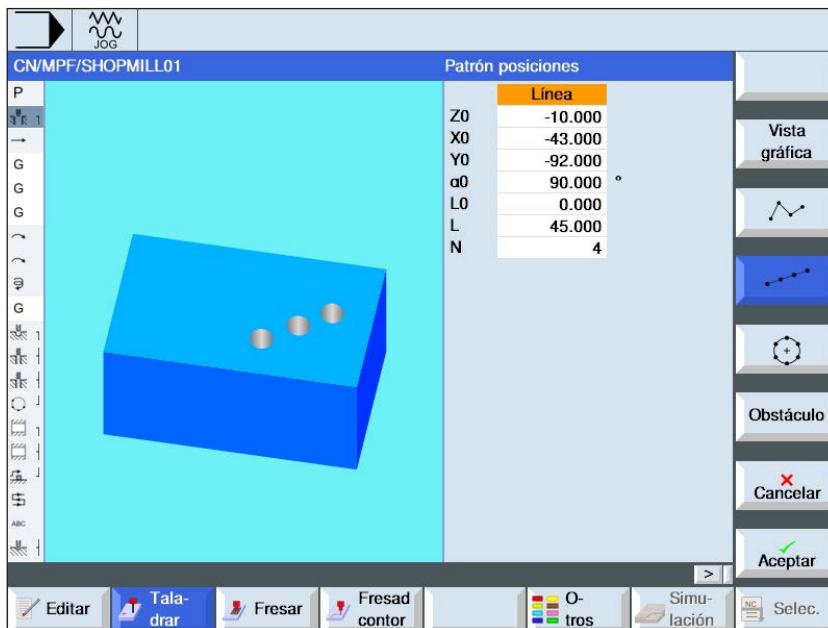 JOG
CN/MPF/SHOPMILL01
Patrón posiciones
P
G
G
G
G
ABC
Línea
Z0 -10.000
X0 -43.000
Y0 -92.000
α0 90.000 °
L0 0.000
L 45.000
N 4
Vista
gráfica
Obstáculo
Cancelar
Aceptar
>
Editar
Tala-
drar
Fresar
Fresad
contor
O-
tros
Simu-
lación
NC
Selec.